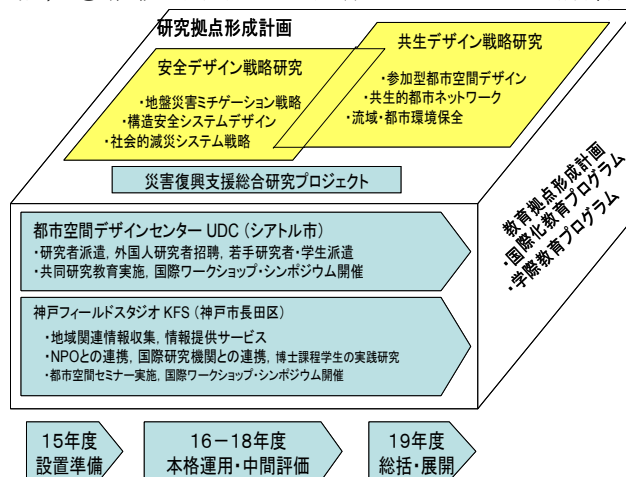 研究拠点形成計画
共生デザイン戦略研究
・参加型都市空間デザイン
・共生的都市ネットワーク
・流域・都市環境保全
安全デザイン戦略研究
・地盤災害ミチゲーション戦略
・構造安全システムデザイン
・社会的減災システム戦略
災害復興支援総合研究プロジェクト
教育拠点形成計画
・国際化教育プログラム
・学際教育プログラム
都市空間デザインセンター UDC (シアトル市)
・研究者派遣, 外国人研究者招聘, 若手研究者・学生派遣
・共同研究教育実施, 国際ワークショップ・シンポジウム開催
神戸フィールドスタジオ KFS (神戸市長田区)
・地域関連情報収集, 情報提供サービス
・NPOとの連携, 国際研究機関との連携, 博士課程学生の実践研究
・都市空間セミナー実施, 国際ワークショップ・シンポジウム開催
15年度
設置準備
16－18年度
本格運用・中間評価
19年度
総括・展開